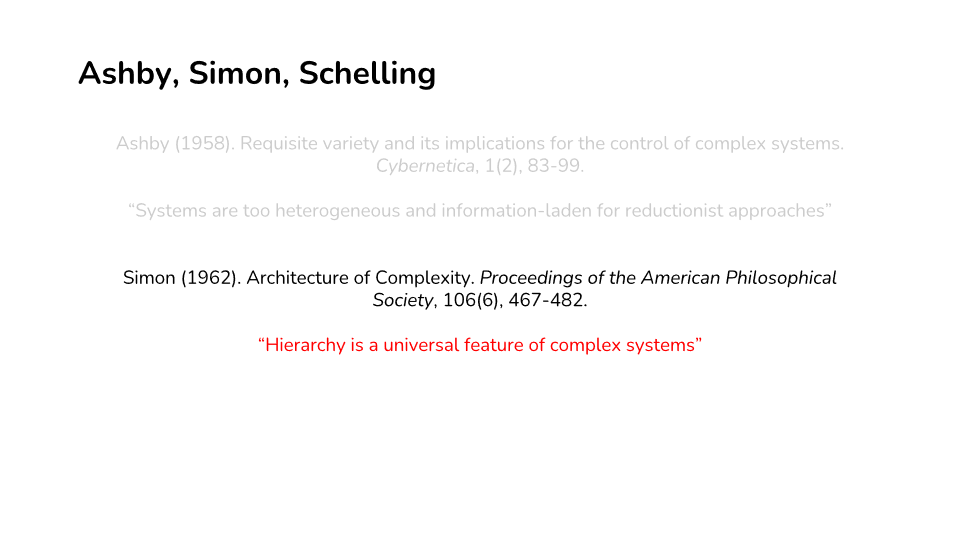 Ashby, Simon, Schelling
Ashby (1958). Requisite variety and its implications for the control of complex systems.
Cybernetica, 1(2), 83-99.
“Systems are too heterogeneous and information-laden for reductionist approaches”
Simon (1962). Architecture of Complexity. Proceedings of the American Philosophical
Society, 106(6), 467-482.
“Hierarchy is a universal feature of complex systems”